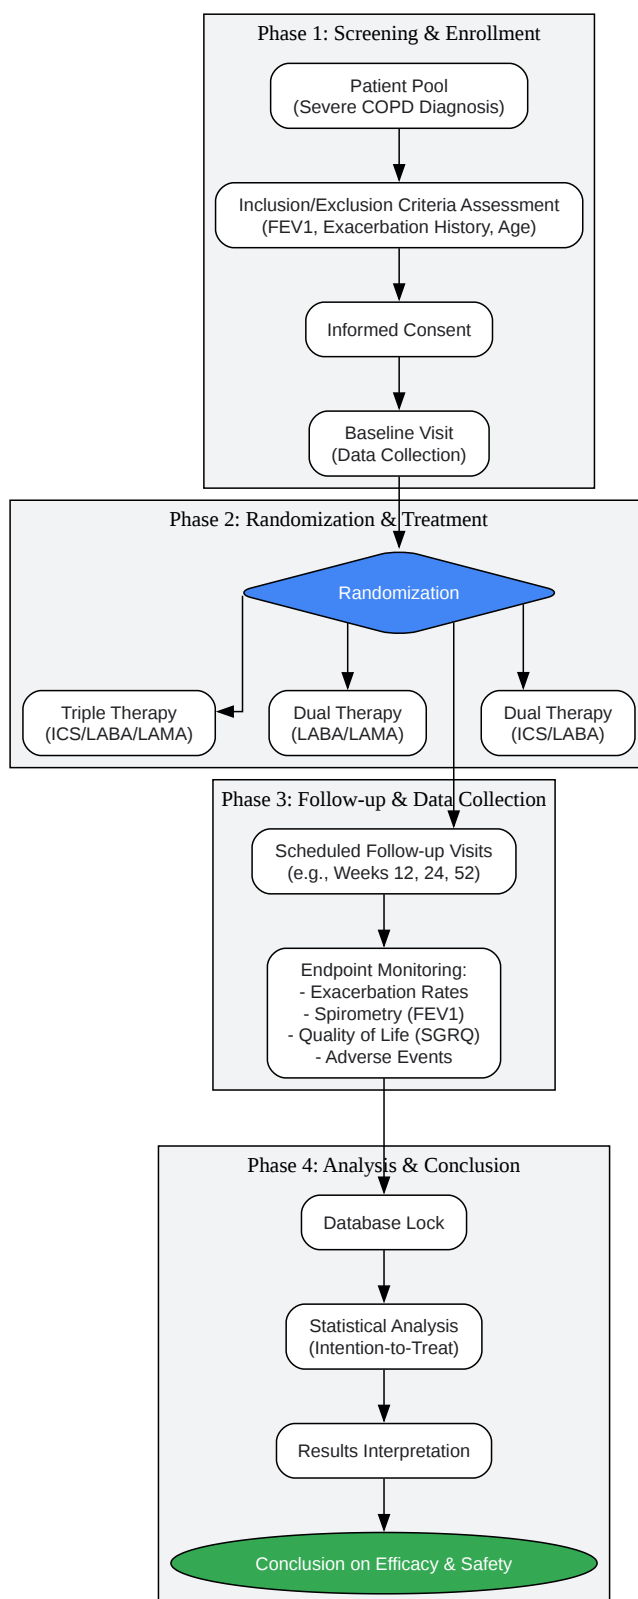 Phase 1: Screening & Enrollment
Patient Pool
(Severe COPD Diagnosis)
Inclusion/Exclusion Criteria Assessment
(FEV1, Exacerbation History, Age)
Informed Consent
Baseline Visit
(Data Collection)
Phase 2: Randomization & Treatment
Randomization
Triple Therapy
(ICS/LABA/LAMA)
Dual Therapy
(LABA/LAMA)
Dual Therapy
(ICS/LABA)
Phase 3: Follow-up & Data Collection
Scheduled Follow-up Visits
(e.g., Weeks 12, 24, 52)
Endpoint Monitoring:
- Exacerbation Rates
- Spirometry (FEV1)
- Quality of Life (SGRQ)
- Adverse Events
Phase 4: Analysis & Conclusion
Database Lock
Statistical Analysis
(Intention-to-Treat)
Results Interpretation
Conclusion on Efficacy & Safety